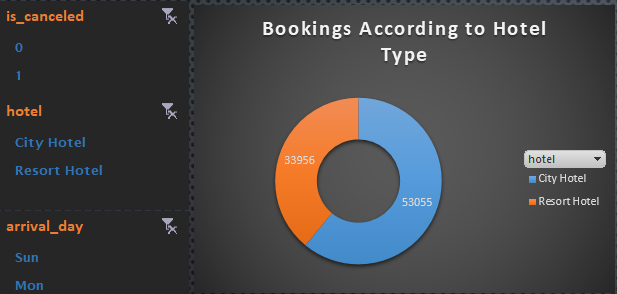 is_canceled
0
1
hotel
City Hotel
Resort Hotel
arrival_day
Sun
Mon
Bookings According to Hotel
Type
33956
53055
hotel
City Hotel
Resort Hotel